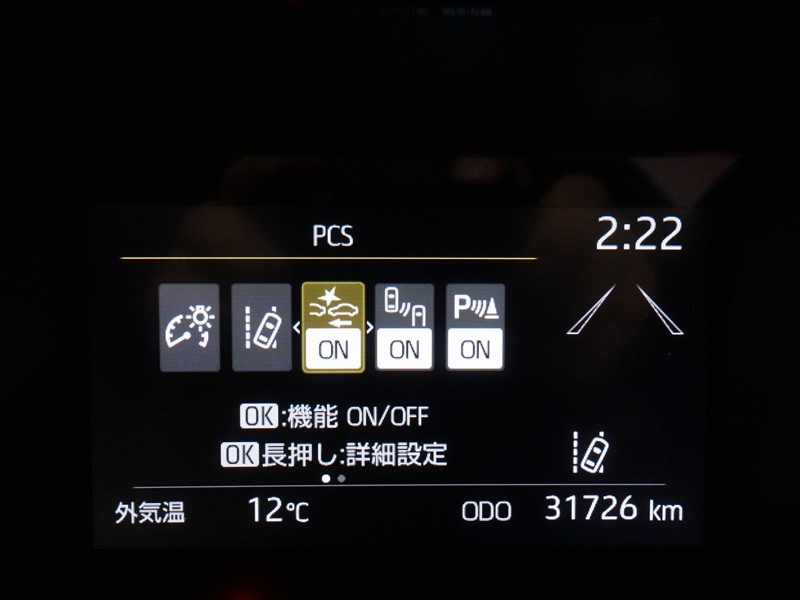 PCS
2:22
ON ON P ON
OK:機能 ON/OFF
OK長押し:詳細設定
外気温 12℃ ODO 31726 km